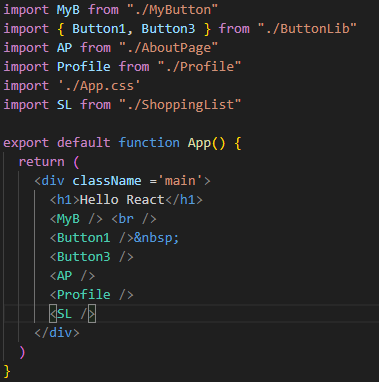 import MyB from "./MyButton"
import { Button1, Button3 } from "./ButtonLib"
import AP from "./AboutPage"
import Profile from "./Profile"
import './App.css'
import SL from "./ShoppingList"

export default function App() {
  return (
    <div className ='main'>
      <h1>Hello React</h1>
      <MyB /> <br />
      <Button1 />&nbsp;
      <Button3 />
      <AP />
      <Profile />
      <SL />
    </div>
  )
}